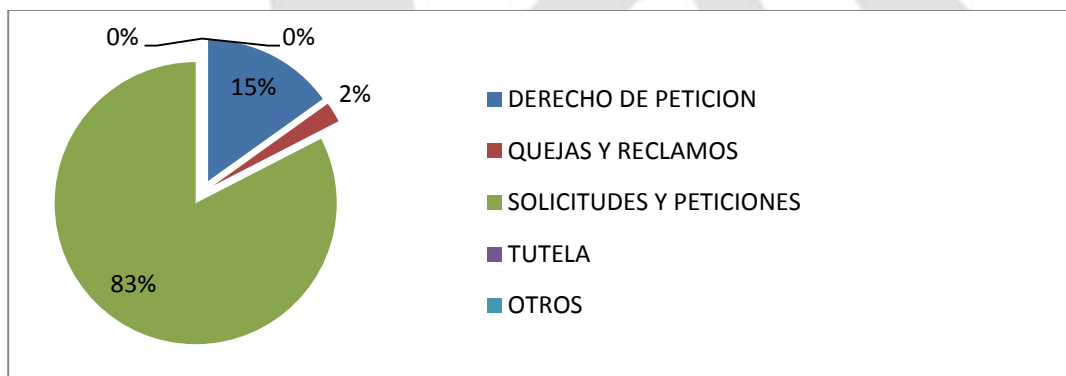 0%
0%
15%
2%
83%
DERECHO DE PETICION
QUEJAS Y RECLAMOS
SOLICITUDES Y PETICIONES
TUTELA
OTROS